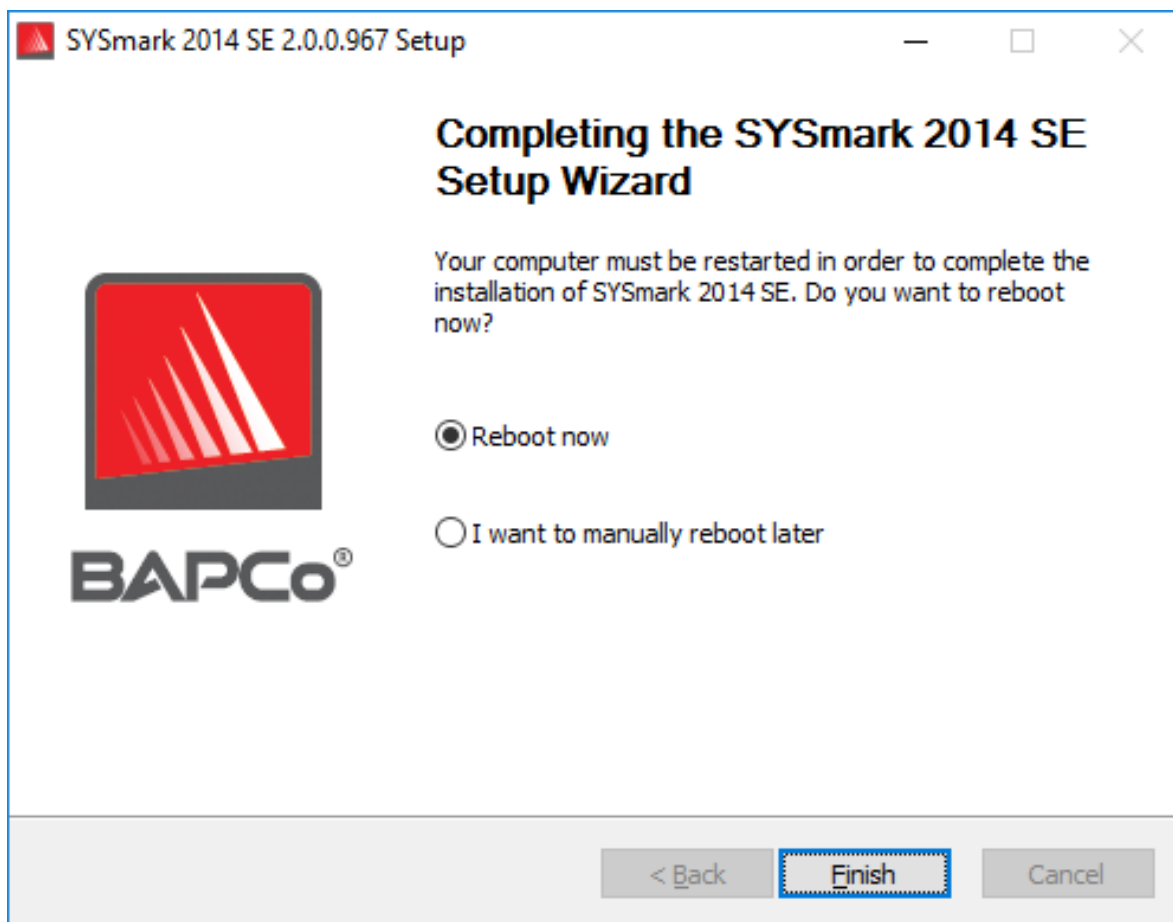 SYSmark 2014 SE 2.0.0.967 Setup
Completing the SYSmark 2014 SE
Setup Wizard
Your computer must be restarted in order to complete the
installation of SYSmark 2014 SE. Do you want to reboot
now?
Reboot now
I want to manually reboot later
BAPCo®
< Back
Finish
Cancel